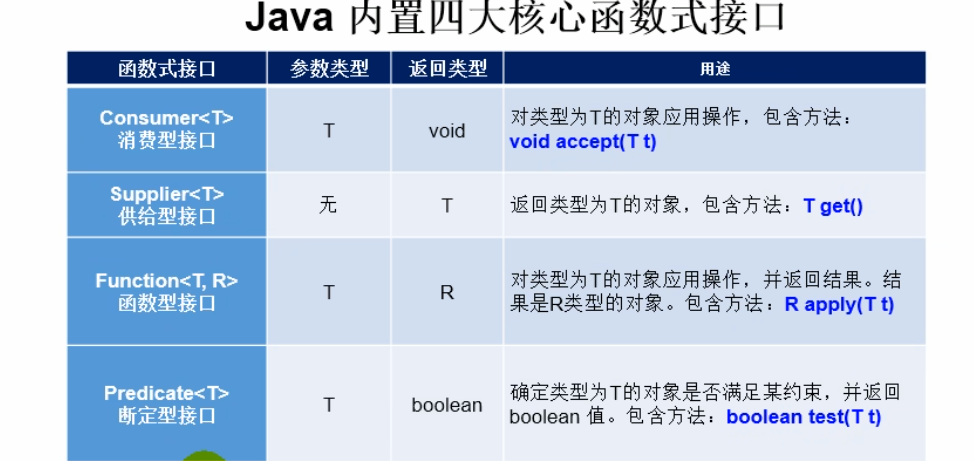 Java 内置四大核心函数式接口
函数式接口 参数类型 返回类型 用途
Consumer<T>
消费型接口
T
void
对类型为T的对象应用操作，包含方法：
void accept(T t)
Supplier<T>
供给型接口
无
T
返回类型为T的对象，包含方法：T get()
Function<T, R>
函数型接口
T
R
对类型为T的对象应用操作，并返回结果。结
果是R类型的对象。包含方法：R apply(T t)
Predicate<T>
断定型接口
T
boolean
确定类型为T的对象是否满足某约束，并返回
boolean 值。包含方法：boolean test(T t)